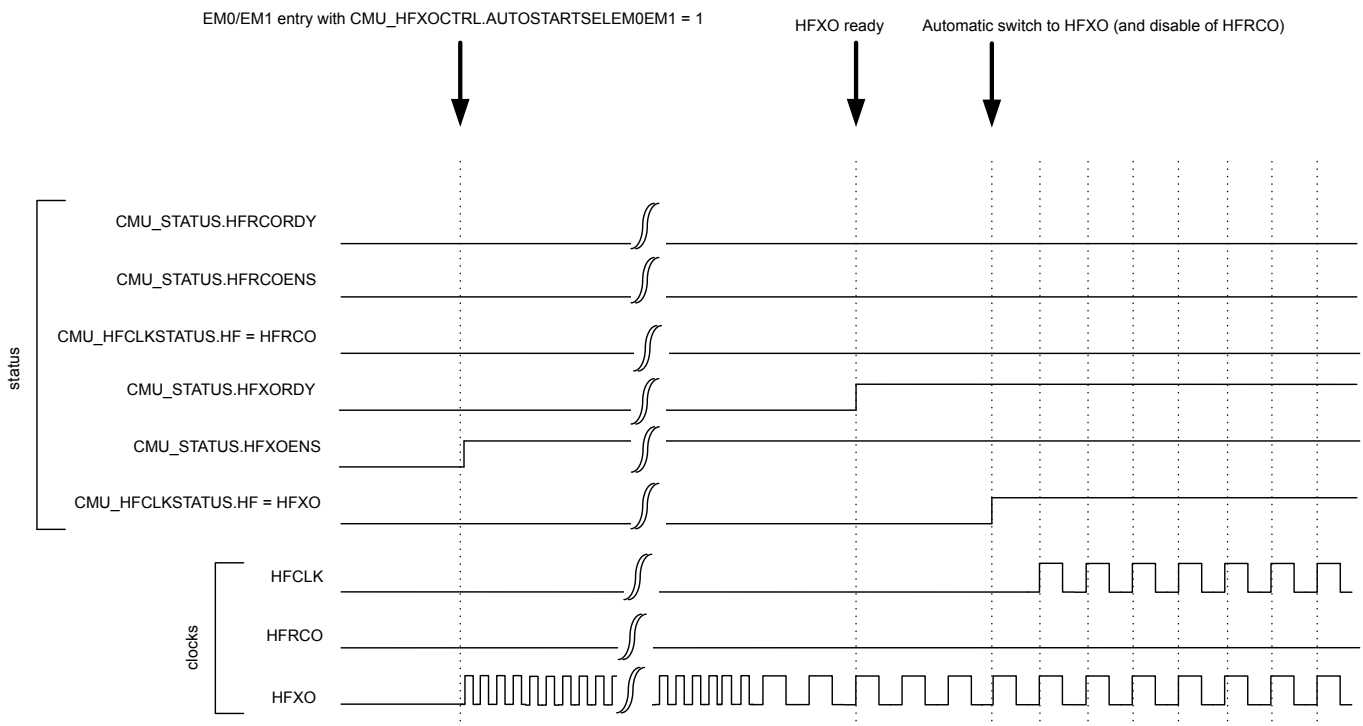 EM0/EM1 entry with CMU_HFXOCTRL.AUTOSTARTSELEM0EM1 = 1
HFXO ready
Automatic switch to HFXO (and disable of HFRCO)
status
CMU_STATUS.HFRCORDY
CMU_STATUS.HFRCOENS
CMU_HFCLKSTATUS.HF = HFRCO
CMU_STATUS.HFXORDY
CMU_STATUS.HFXOENS
CMU_HFCLKSTATUS.HF = HFXO
clocks
HFCLK
HFRCO
HFXO